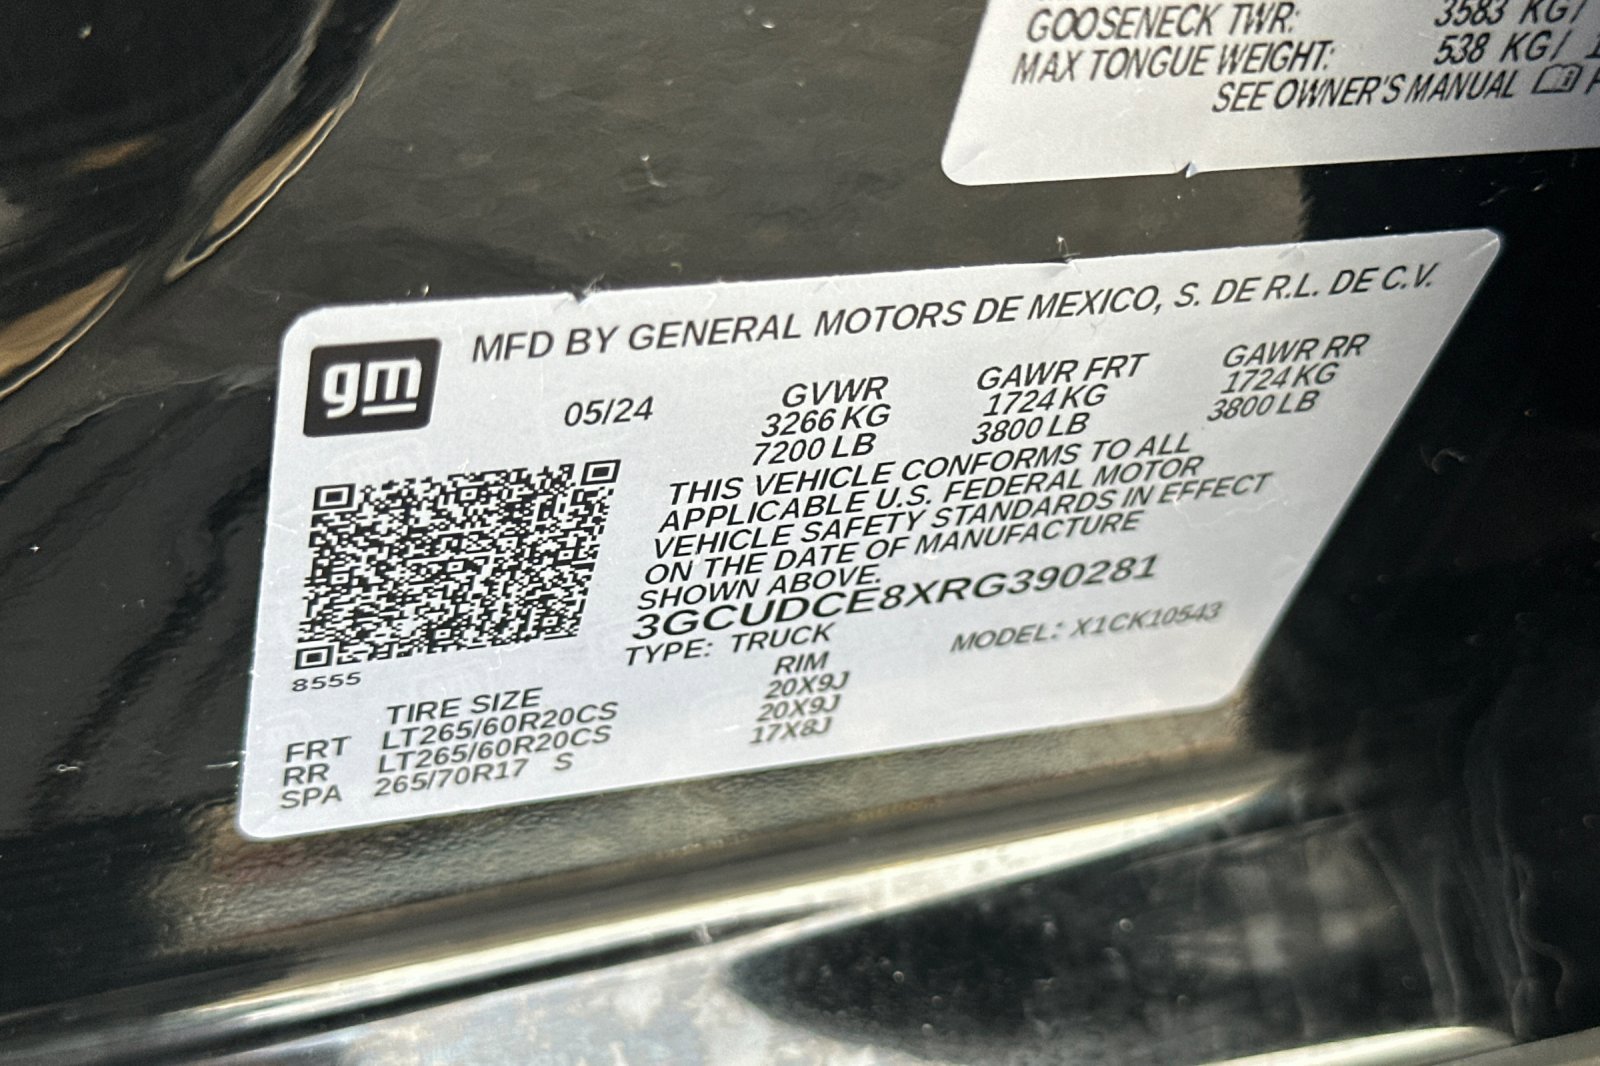 GOOSENECK TWR: 3583 KG/
MAX TONGUE WEIGHT: 538 KG/
SEE OWNER'S MANUAL
gm
MFD BY GENERAL MOTORS DE MEXICO, S. DE R.L. DE C.V.
05/24 GVWR GAWR FRT GAWR RR
3266 KG 1724 KG 1724 KG
7200 LB 3800 LB 3800 LB
THIS VEHICLE CONFORMS TO ALL
APPLICABLE U.S. FEDERAL MOTOR
VEHICLE SAFETY STANDARDS IN EFFECT
ON THE DATE OF MANUFACTURE
SHOWN ABOVE.
3GCUDCE8XRG390281
TYPE: TRUCK MODEL: X1CK10543
8555
TIRE SIZE RIM
FRT LT265/60R20CS 20X9J
RR LT265/60R20CS 20X9J
SPA 265/70R17 S 17X8J